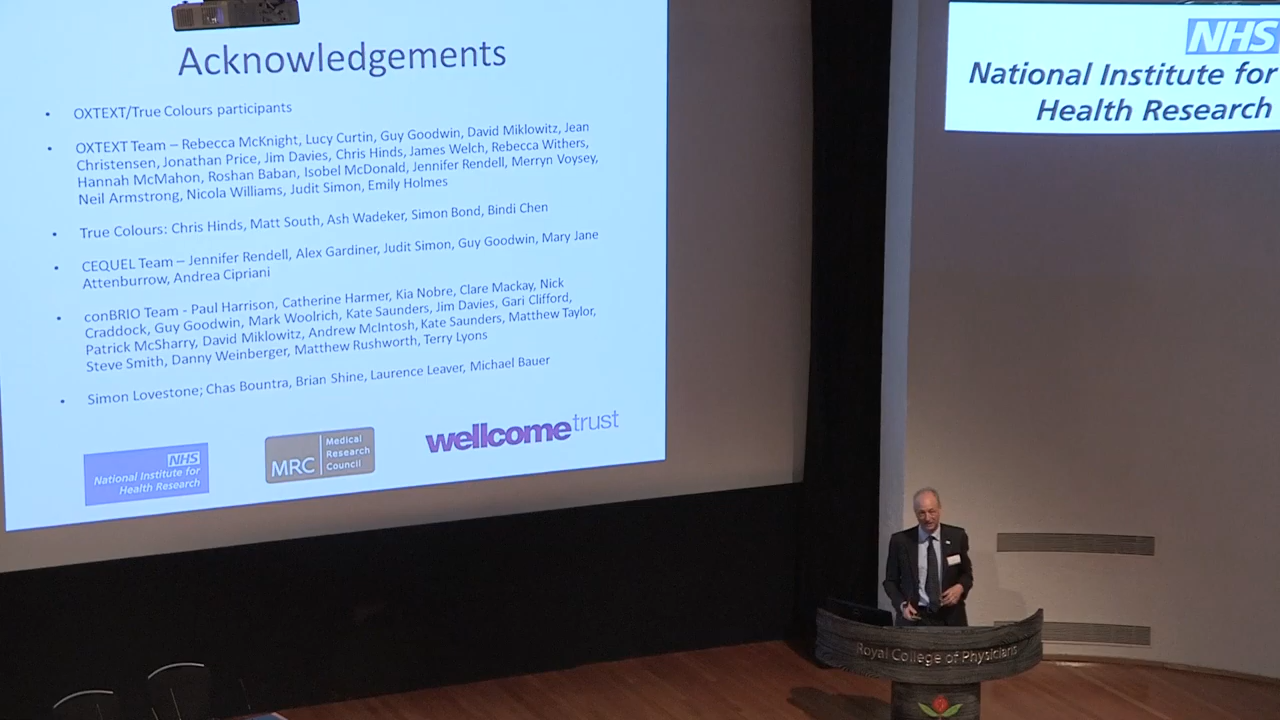 Acknowledgements
• OXTEXT/True Colours participants
• OXTEXT Team – Rebecca McKnight, Lucy Curtin, Guy Goodwin, David Miklowitz, Jean
Christensen, Jonathan Price, Jim Davies, Chris Hinds, James Welch, Rebecca Withers,
Hannah McMahon, Roshan Baban, Isobel McDonald, Jennifer Rendell, Merryn Voysey,
Neil Armstrong, Nicola Williams, Judit Simon, Emily Holmes
• True Colours: Chris Hinds, Matt South, Ash Wadeker, Simon Bond, Bindi Chen
• CEQUEL Team – Jennifer Rendell, Alex Gardiner, Judit Simon, Guy Goodwin, Mary Jane
Attenburrow, Andrea Cipriani
• conBRIO Team - Paul Harrison, Catherine Harmer, Kia Nobre, Clare Mackay, Nick
Craddock, Guy Goodwin, Mark Woolrich, Kate Saunders, Jim Davies, Gari Clifford,
Patrick McSharry, David Miklowitz, Andrew McIntosh, Kate Saunders, Matthew Taylor,
Steve Smith, Danny Weinberger, Matthew Rushworth, Terry Lyons
• Simon Lovestone; Chas Bountra, Brian Shine, Laurence Leaver, Michael Bauer
NHS
National Institute for
Health Research
MRC
Medical
Research
Council
wellcometrust
NHS
National Institute for
Health Research
Royal College of Physicians